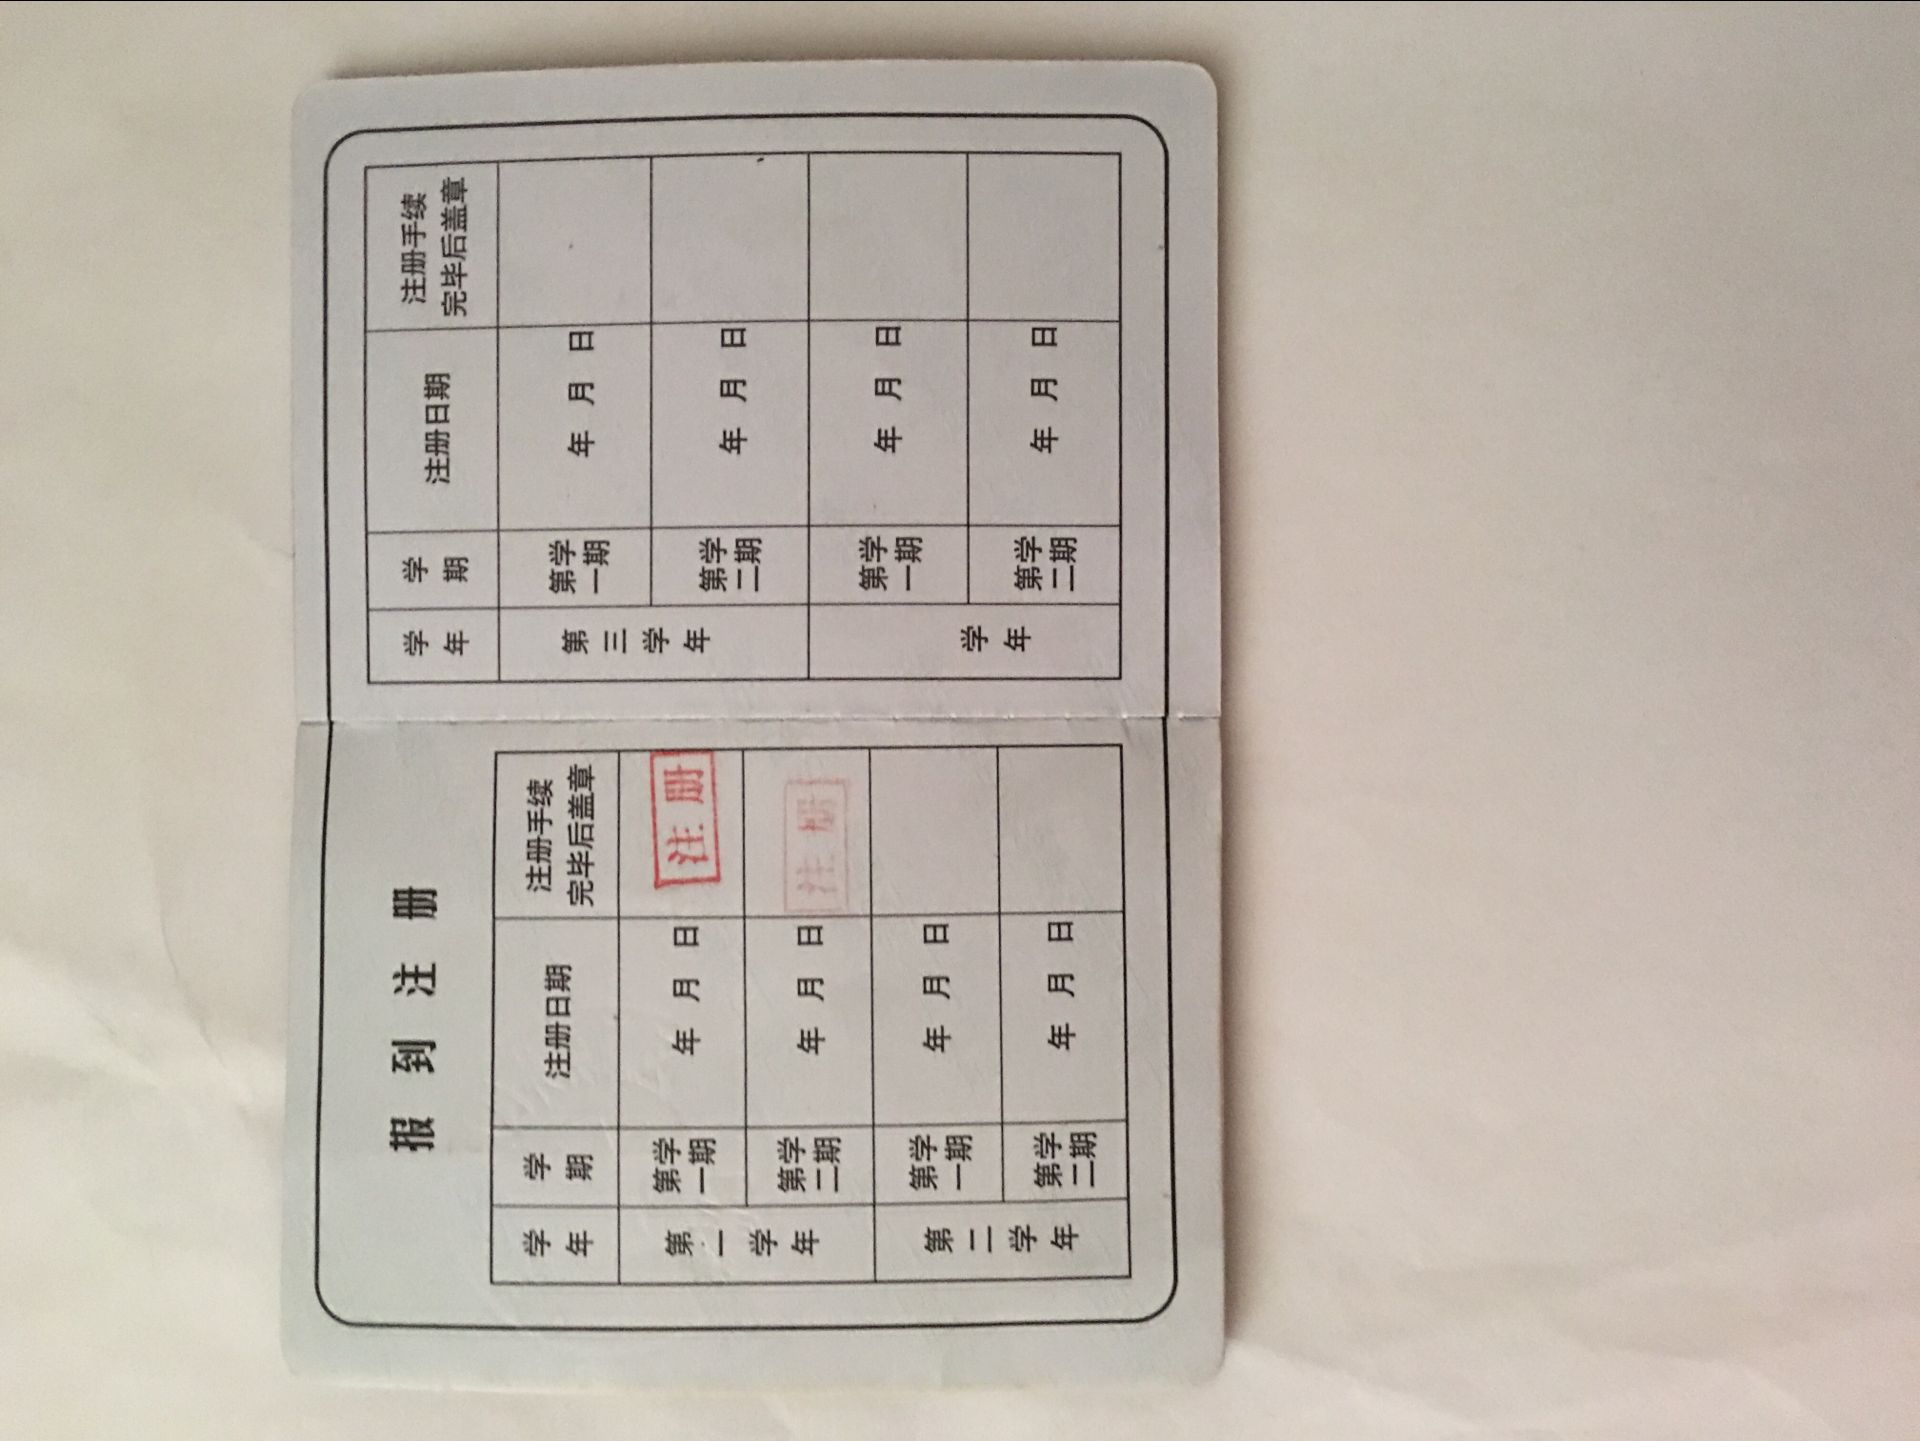 报到注册
学年 学期 注册日期 注册手续
完毕后盖章
第一学年
第学
一期
年 月 日
注册
第学
二期
年 月 日
注册
第二学年
第学
一期
年 月 日
第学
二期
年 月 日
学年 学期 注册日期 注册手续
完毕后盖章
第三学年
第学
一期
年 月 日
第学
二期
年 月 日
学年
第学
一期
年 月 日
第学
二期
年 月 日